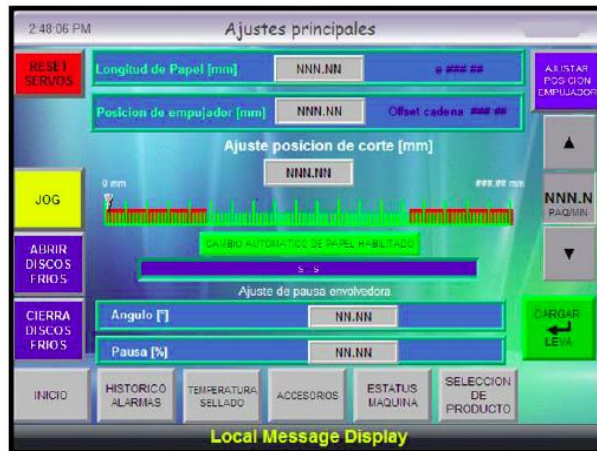 2:48:06 PM
Ajustes principales
RESET
SERVOS
Longitud de Papel [mm]
NNN.NN
e ###.##
Posicion de empujador [mm]
NNN.NN
Offset cadena ###.##
AJUSTAR
POSICION
EMPUJADOR
Ajuste posicion de corte [mm]
NNN.NN
0 mm
###.## mm
JOG
NNN.N
PAQ/MIN
CAMBIO AUTOMATICO DE PAPEL HABILITADO
ABRIR
DISCOS
FRIOS
S...S
Ajuste de pausa envolvedora
CIERRA
DISCOS
FRIOS
Angulo [°]
NN.NN
Pausa [%]
NN.NN
CARGAR
LEVA
INICIO
HISTORICO
ALARMAS
TEMPERATURA
SELLADO
ACCESORIOS
ESTATUS
MAQUINA
SELECCION
DE
PRODUCTO
Local Message Display